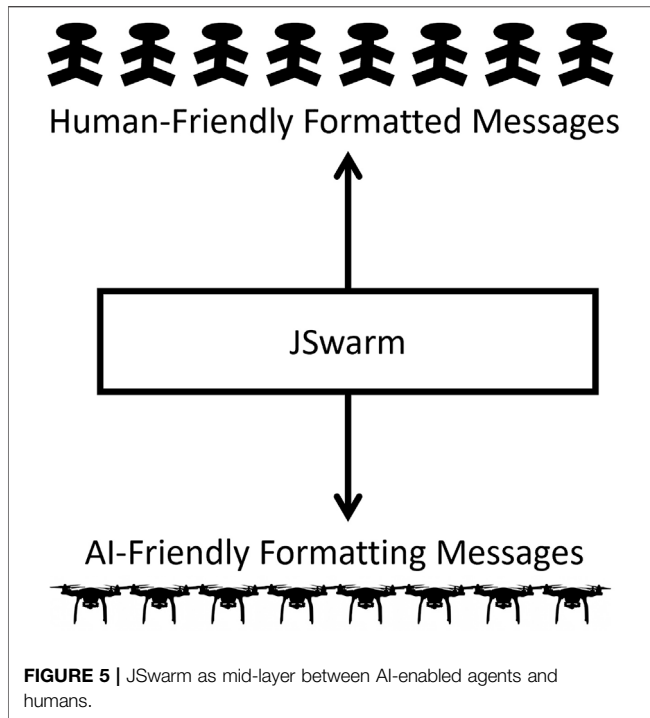 Human-Friendly Formatted Messages
JSwarm
AI-Friendly Formatting Messages
FIGURE 5 | JSwarm as mid-layer between AI-enabled agents and
humans.